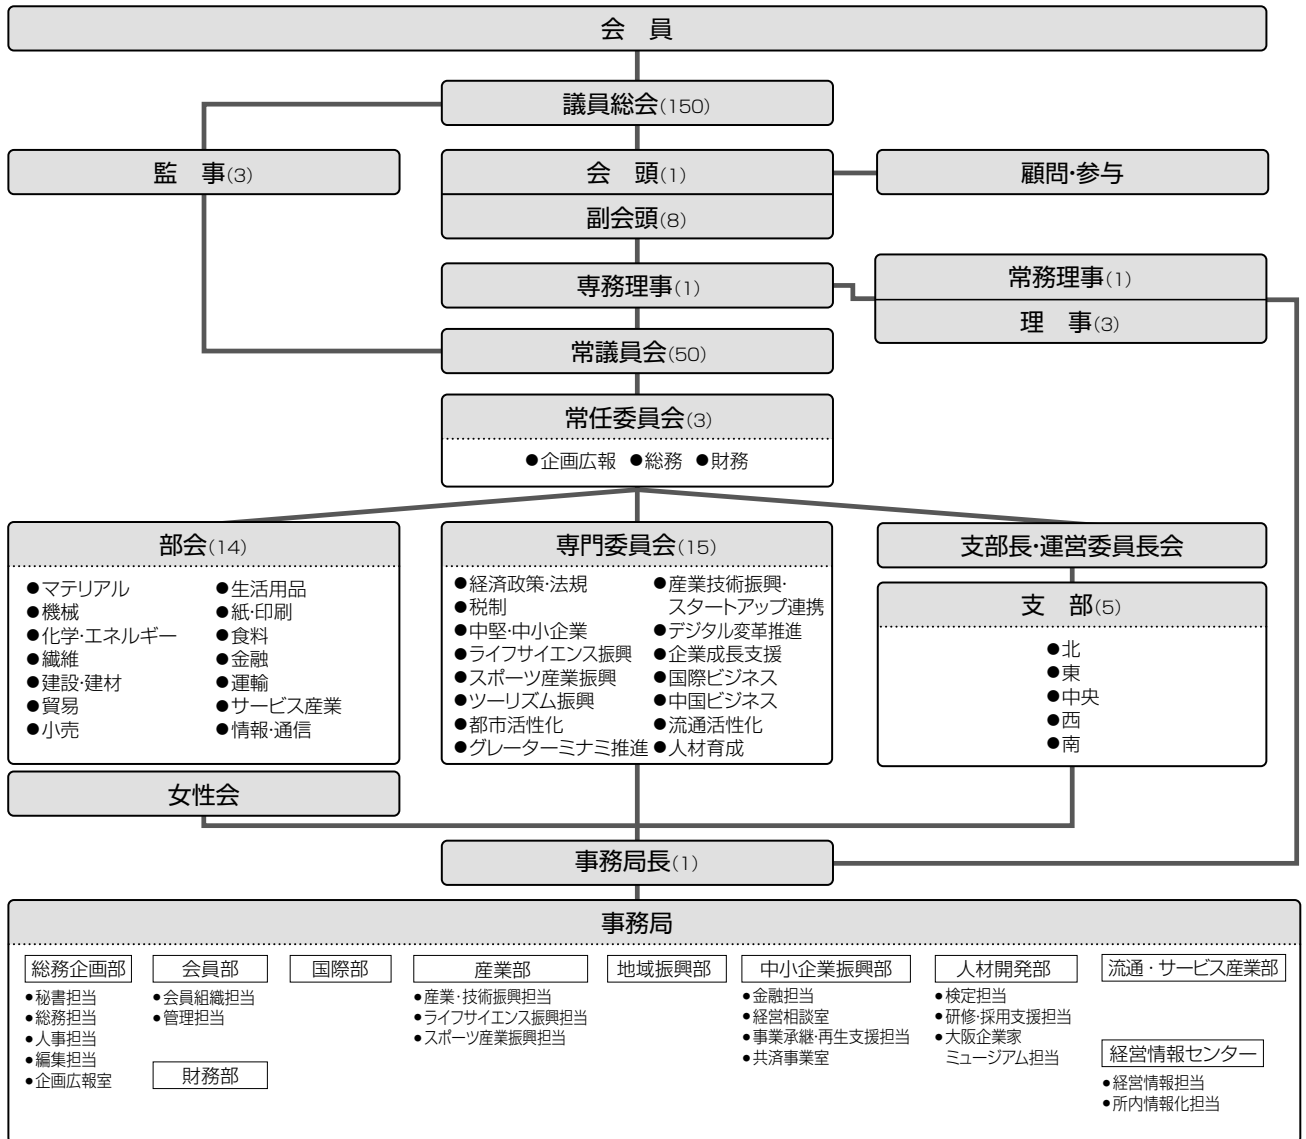 会　員
議員総会(150)
監　事(3)
会　頭(1)
顧問・参与
副会頭(8)
専務理事(1)
常務理事(1)
理　事(3)
常議員会(50)
常任委員会(3)
●企画広報 ●総務 ●財務
部会(14)
●マテリアル
●機械
●化学・エネルギー
●繊維
●建設・建材
●貿易
●小売
●生活用品
●紙・印刷
●食料
●金融
●運輸
●サービス産業
●情報・通信
専門委員会(15)
●経済政策・法規
●税制
●中堅・中小企業
●ライフサイエンス振興
●スポーツ産業振興
●ツーリズム振興
●都市活性化
●グレーターミナミ推進
●産業技術振興・
スタートアップ連携
●デジタル変革推進
●企業成長支援
●国際ビジネス
●中国ビジネス
●流通活性化
●人材育成
支部長・運営委員長会
支　部(5)
●北
●東
●中央
●西
●南
女性会
事務局長(1)
事務局
総務企画部
●秘書担当
●総務担当
●人事担当
●編集担当
●企画広報室
会員部
●会員組織担当
●管理担当
財務部
国際部
産業部
●産業・技術振興担当
●ライフサイエンス振興担当
●スポーツ産業振興担当
地域振興部
中小企業振興部
●金融担当
●経営相談室
●事業承継・再生支援担当
●共済事業室
人材開発部
●検定担当
●研修・採用支援担当
●大阪企業家
ミュージアム担当
流通・サービス産業部
経営情報センター
●経営情報担当
●所内情報化担当